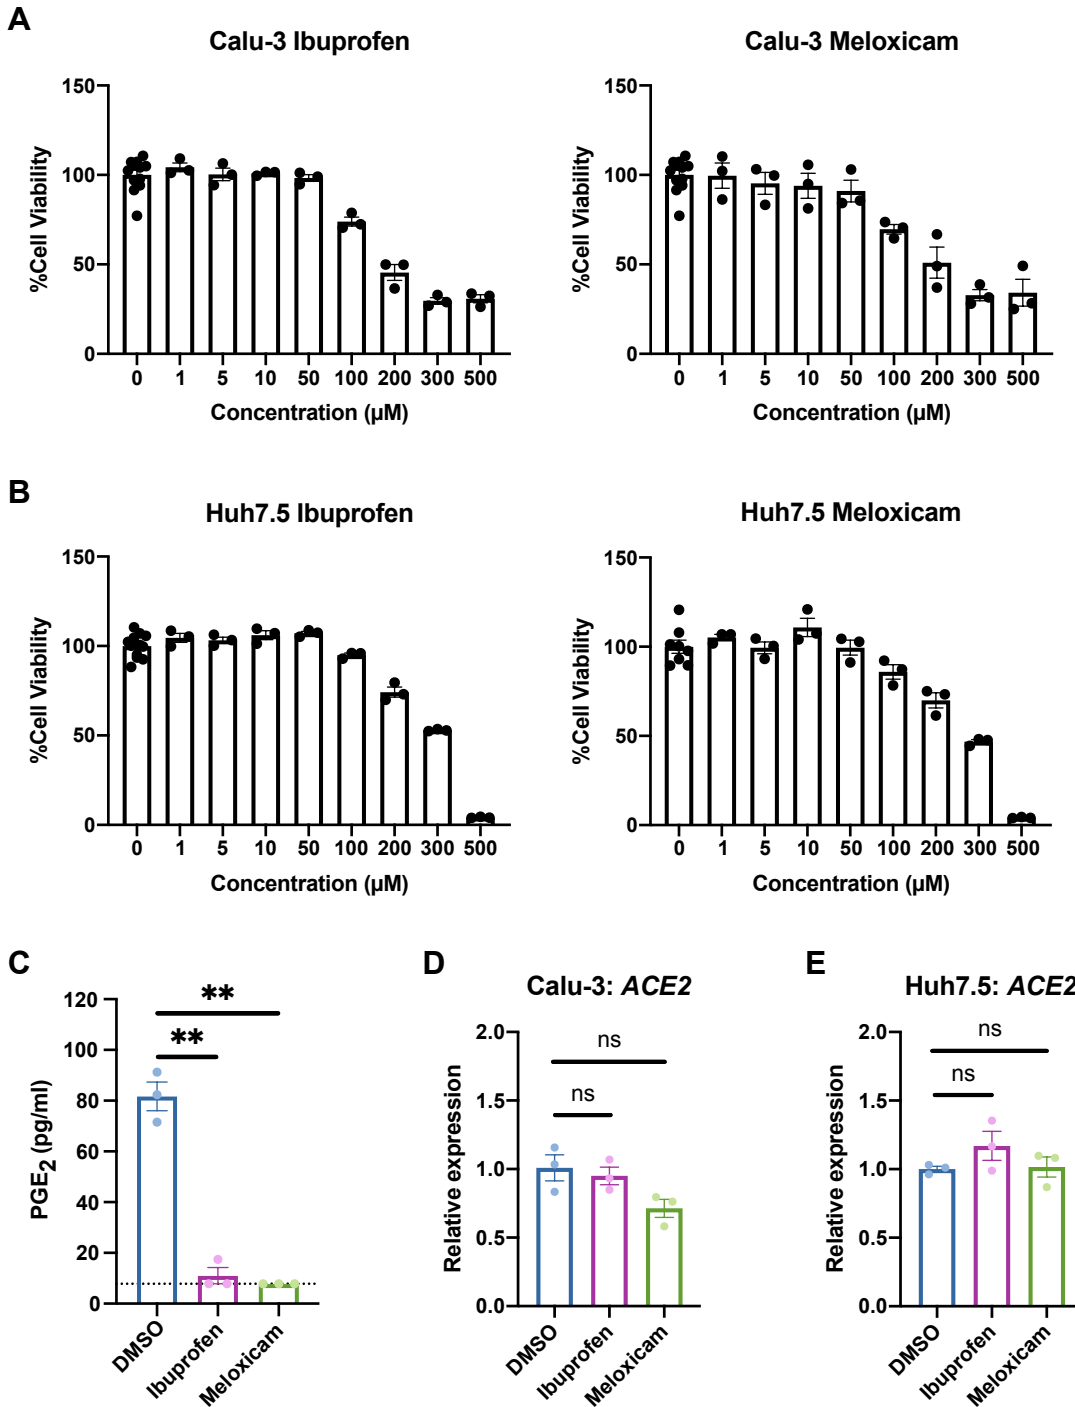 A
Calu-3 Ibuprofen
Calu-3 Meloxicam
150
100
50
0
%Cell Viability
0 1 5 10 50 100 200 300 500
Concentration (µM)
150
100
50
0
%Cell Viability
0 1 5 10 50 100 200 300 500
Concentration (µM)
B
Huh7.5 Ibuprofen
Huh7.5 Meloxicam
150
100
50
0
%Cell Viability
0 1 5 10 50 100 200 300 500
Concentration (µM)
150
100
50
0
%Cell Viability
0 1 5 10 50 100 200 300 500
Concentration (µM)
C
**
**
120
100
80
60
40
20
0
PGE2 (pg/ml)
DMSO
Ibuprofen
Meloxicam
D
Calu-3: ACE2
ns
ns
2.0
1.5
1.0
0.5
0.0
Relative expression
DMSO
Ibuprofen
Meloxicam
E
Huh7.5: ACE2
ns
ns
2.0
1.5
1.0
0.5
0.0
Relative expression
DMSO
Ibuprofen
Meloxicam